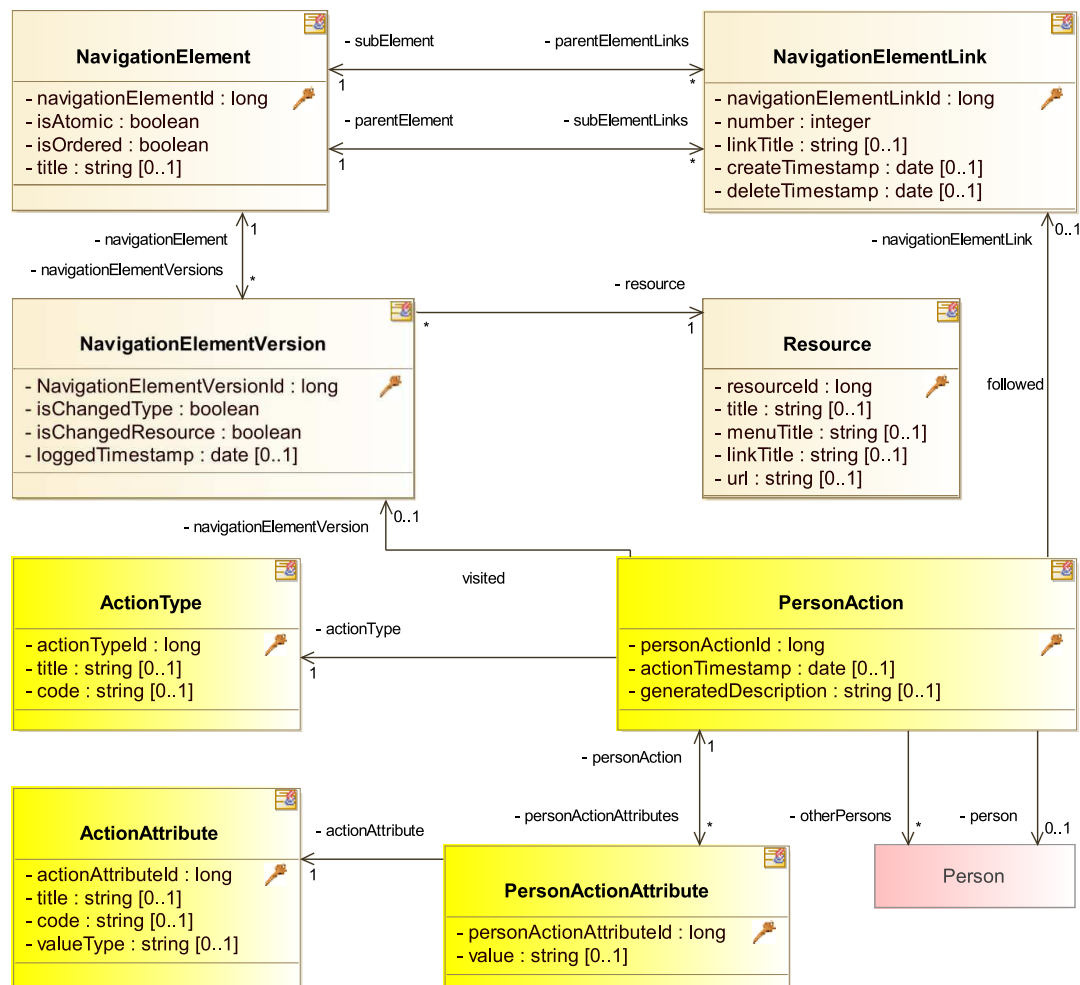 NavigationElement
- navigationElementId : long
- isAtomic : boolean
- isOrdered : boolean
- title : string [0..1]
- subElement
- parentElementLinks
1
*
- parentElement
- subElementLinks
1
*
NavigationElementLink
- navigationElementLinkId : long
- number : integer
- linkTitle : string [0..1]
- createTimestamp : date [0..1]
- deleteTimestamp : date [0..1]
- navigationElement
1
- navigationElementVersions
*
- navigationElementLink
0..1
NavigationElementVersion
- NavigationElementVersionId : long
- isChangedType : boolean
- isChangedResource : boolean
- loggedTimestamp : date [0..1]
- resource
*
1
Resource
- resourceId : long
- title : string [0..1]
- menuTitle : string [0..1]
- linkTitle : string [0..1]
- url : string [0..1]
followed
- navigationElementVersion
0..1
visited
ActionType
- actionTypeId : long
- title : string [0..1]
- code : string [0..1]
- actionType
1
PersonAction
- personActionId : long
- actionTimestamp : date [0..1]
- generatedDescription : string [0..1]
- personAction
1
- personActionAttributes
*
- otherPersons
*
- person
0..1
ActionAttribute
- actionAttributeId : long
- title : string [0..1]
- code : string [0..1]
- valueType : string [0..1]
- actionAttribute
1
PersonActionAttribute
- personActionAttributeId : long
- value : string [0..1]
Person